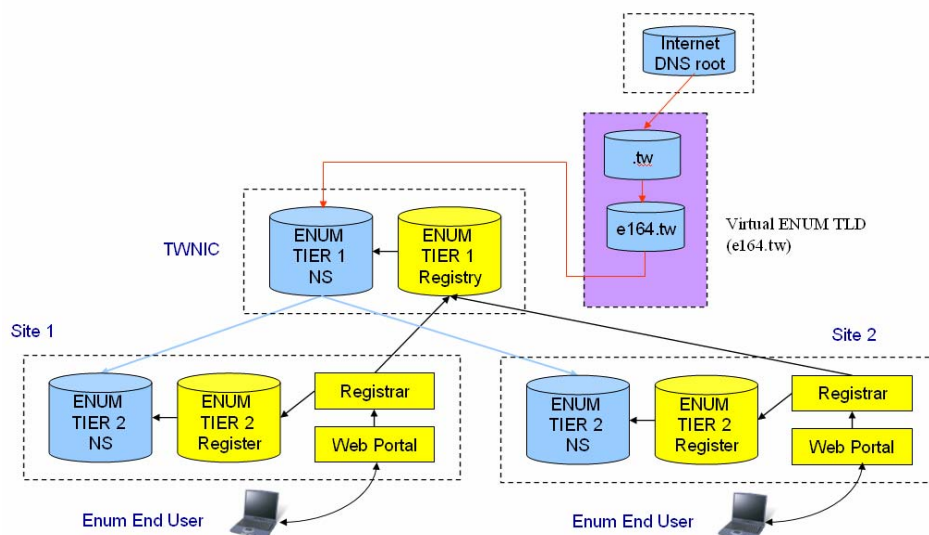 Internet
DNS root
.tw
e164.tw
Virtual ENUM TLD
(e164.tw)
TWNIC
ENUM
TIER 1
NS
ENUM
TIER 1
Registry
Site 1
Site 2
ENUM
TIER 2
NS
ENUM
TIER 2
Register
Registrar
Web Portal
ENUM
TIER 2
NS
ENUM
TIER 2
Register
Registrar
Web Portal
Enum End User
Enum End User